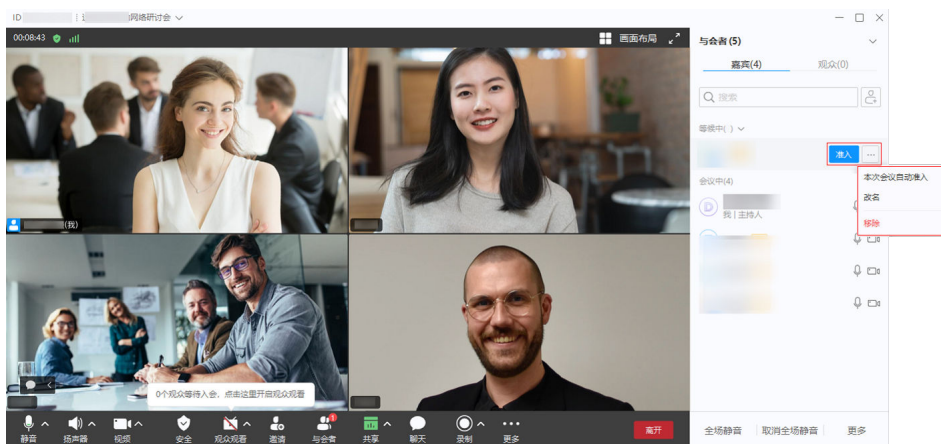 ID
网络研讨会
00:08:43
画面布局
(我)
0个观众等待入会，点击这里开启观众观看
静音
扬声器
视频
安全
观众观看
邀请
1
与会者
共享
聊天
录制
更多
离开
与会者(5)
嘉宾(4)
观众(0)
搜索
等候中( )
准入
...
本次会议自动准入
改名
移除
会议中(4)
D
我 | 主持人
全场静音
取消全场静音
更多